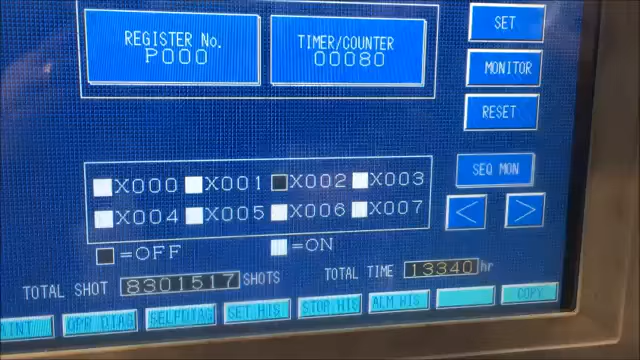 REGISTER No.
P000
TIMER/COUNTER
00080
SET
MONITOR
RESET
SEQ MON
X000 X001 X002 X003
X004 X005 X006 X007
=OFF =ON
TOTAL SHOT 8301517 SHOTS
TOTAL TIME 13340 hr
OPR DIAG SELFDIAG SET HIS STOP HIS ALM HIS COPY